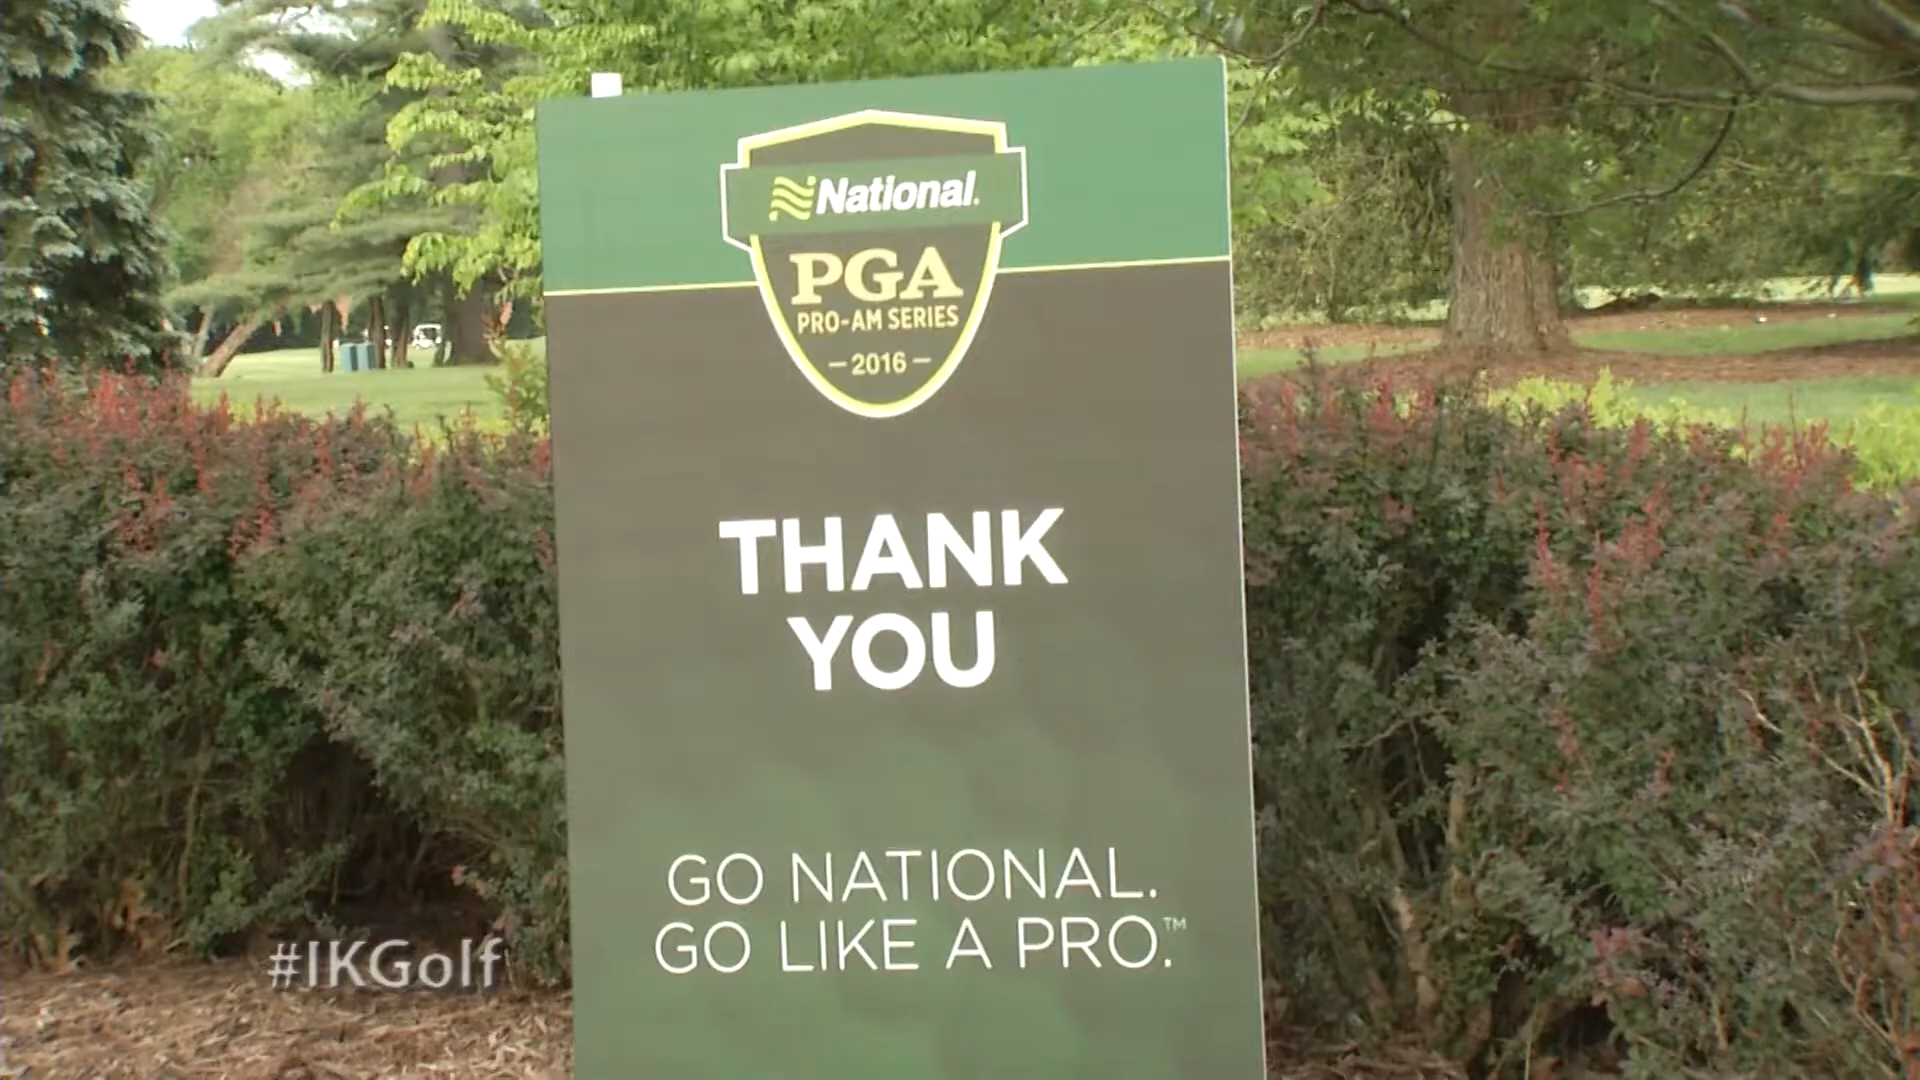 National.
PGA
PRO-AM SERIES
– 2016 –
THANK
YOU
GO NATIONAL.
GO LIKE A PRO.™
#IKGolf